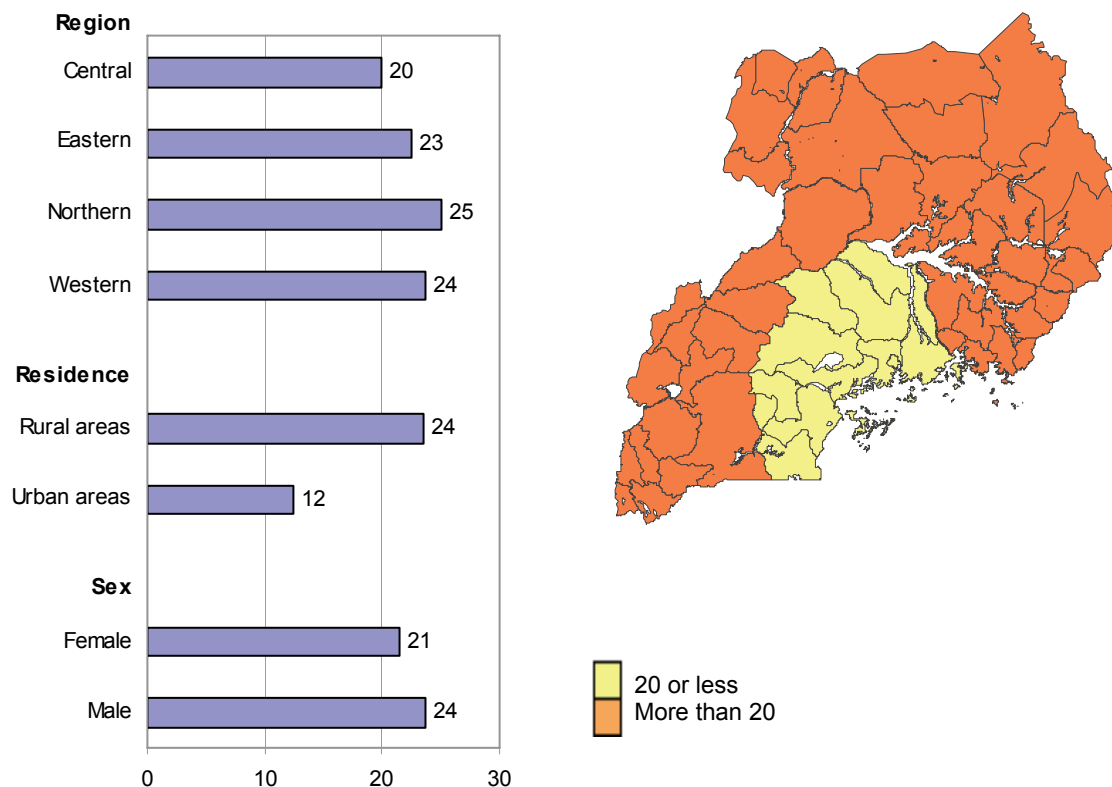 Region
Central 20
Eastern 23
Northern 25
Western 24
Residence
Rural areas 24
Urban areas 12
Sex
Female 21
Male 24
0 10 20 30
20 or less
More than 20